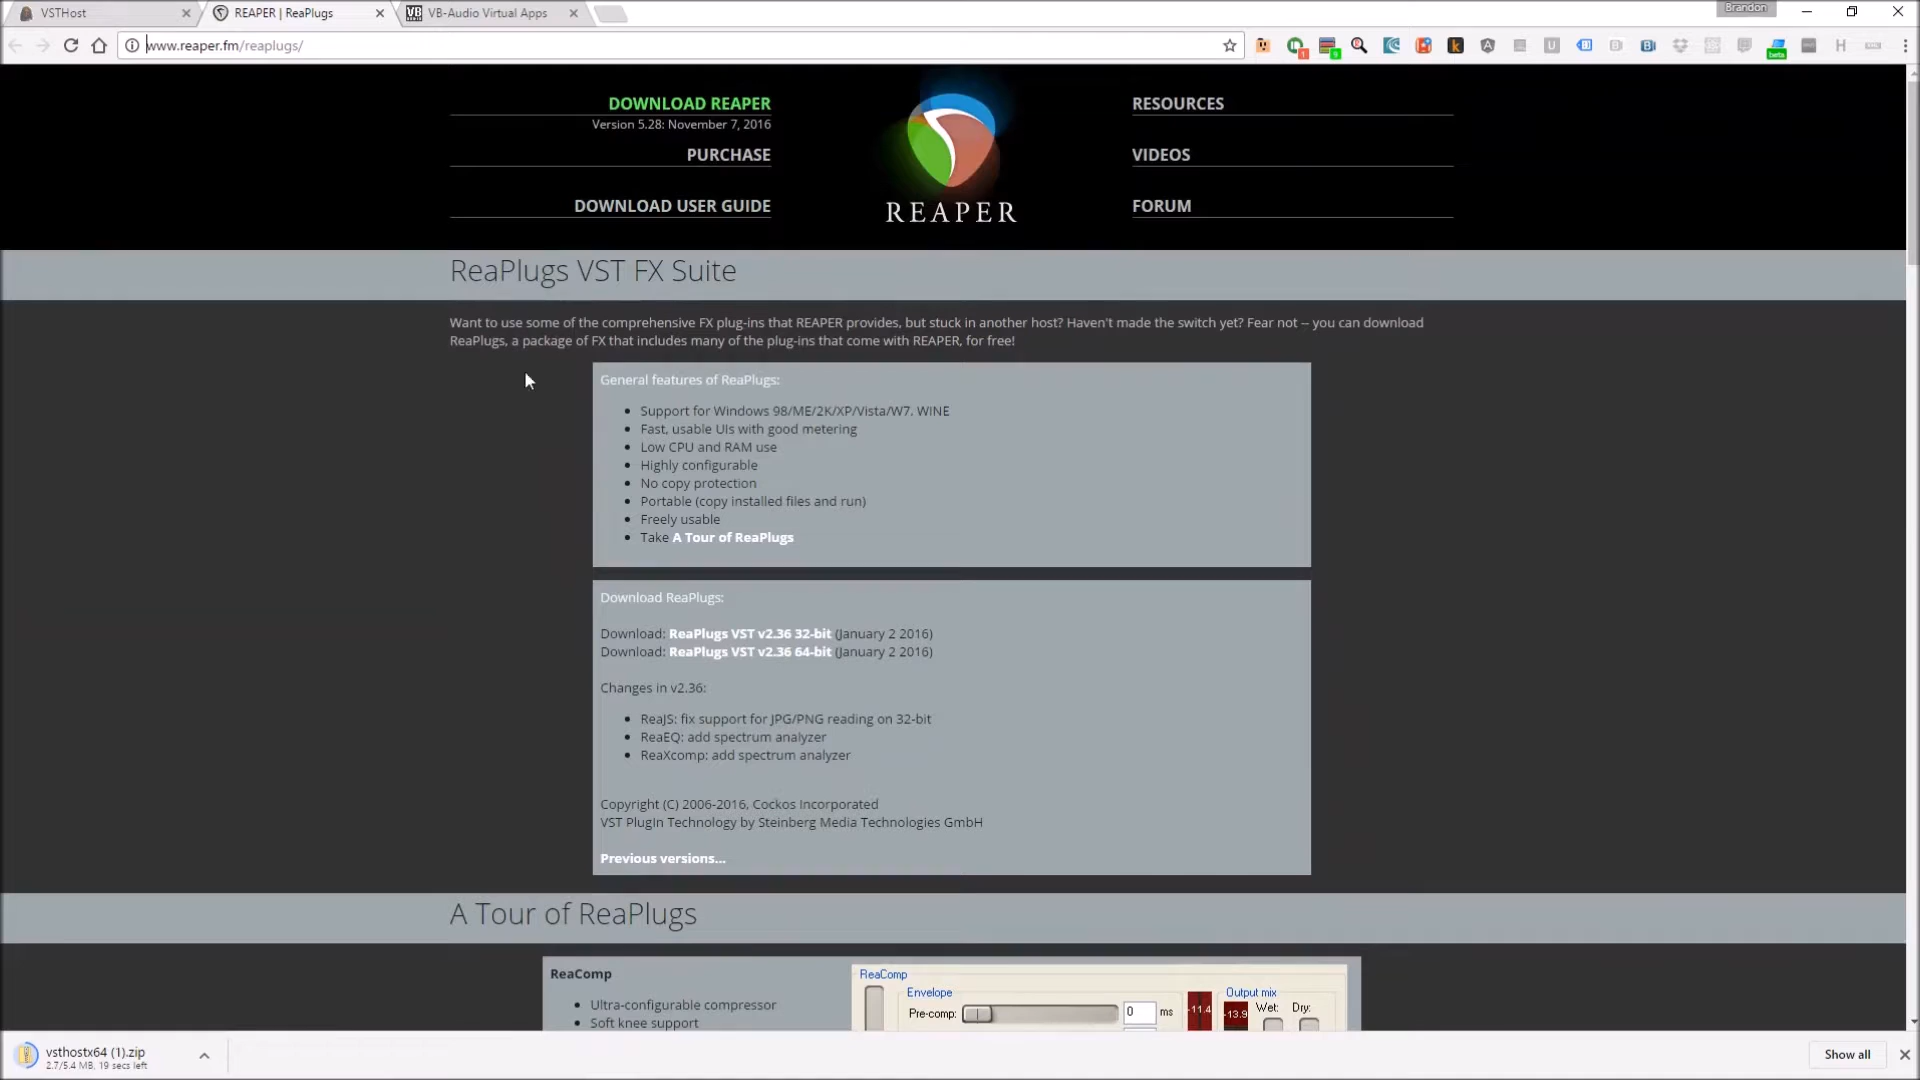 VSTHost
REAPER | ReaPlugs
VB-Audio Virtual Apps
Brandon
www.reaper.fm/reaplugs/
DOWNLOAD REAPER
Version 5.28: November 7, 2016
PURCHASE
DOWNLOAD USER GUIDE
REAPER
RESOURCES
VIDEOS
FORUM
ReaPlugs VST FX Suite
Want to use some of the comprehensive FX plug-ins that REAPER provides, but stuck in another host? Haven't made the switch yet? Fear not -- you can download
ReaPlugs, a package of FX that includes many of the plug-ins that come with REAPER, for free!
General features of ReaPlugs:
Support for Windows 98/ME/2K/XP/Vista/W7, WINE
Fast, usable UIs with good metering
Low CPU and RAM use
Highly configurable
No copy protection
Portable (copy installed files and run)
Freely usable
Take A Tour of ReaPlugs
Download ReaPlugs:
Download: ReaPlugs VST v2.36 32-bit (January 2 2016)
Download: ReaPlugs VST v2.36 64-bit (January 2 2016)
Changes in v2.36:
ReaJS: fix support for JPG/PNG reading on 32-bit
ReaEQ: add spectrum analyzer
ReaXcomp: add spectrum analyzer
Copyright (C) 2006-2016, Cockos Incorporated
VST PlugIn Technology by Steinberg Media Technologies GmbH
Previous versions...
A Tour of ReaPlugs
ReaComp
Ultra-configurable compressor
Soft knee support
ReaComp
Envelope
Pre-comp:
0
ms
-11.4
Output mix
-13.9
Wet:
Dry:
vsthostx64 (1).zip
2.7/5.4 MB, 19 secs left
Show all